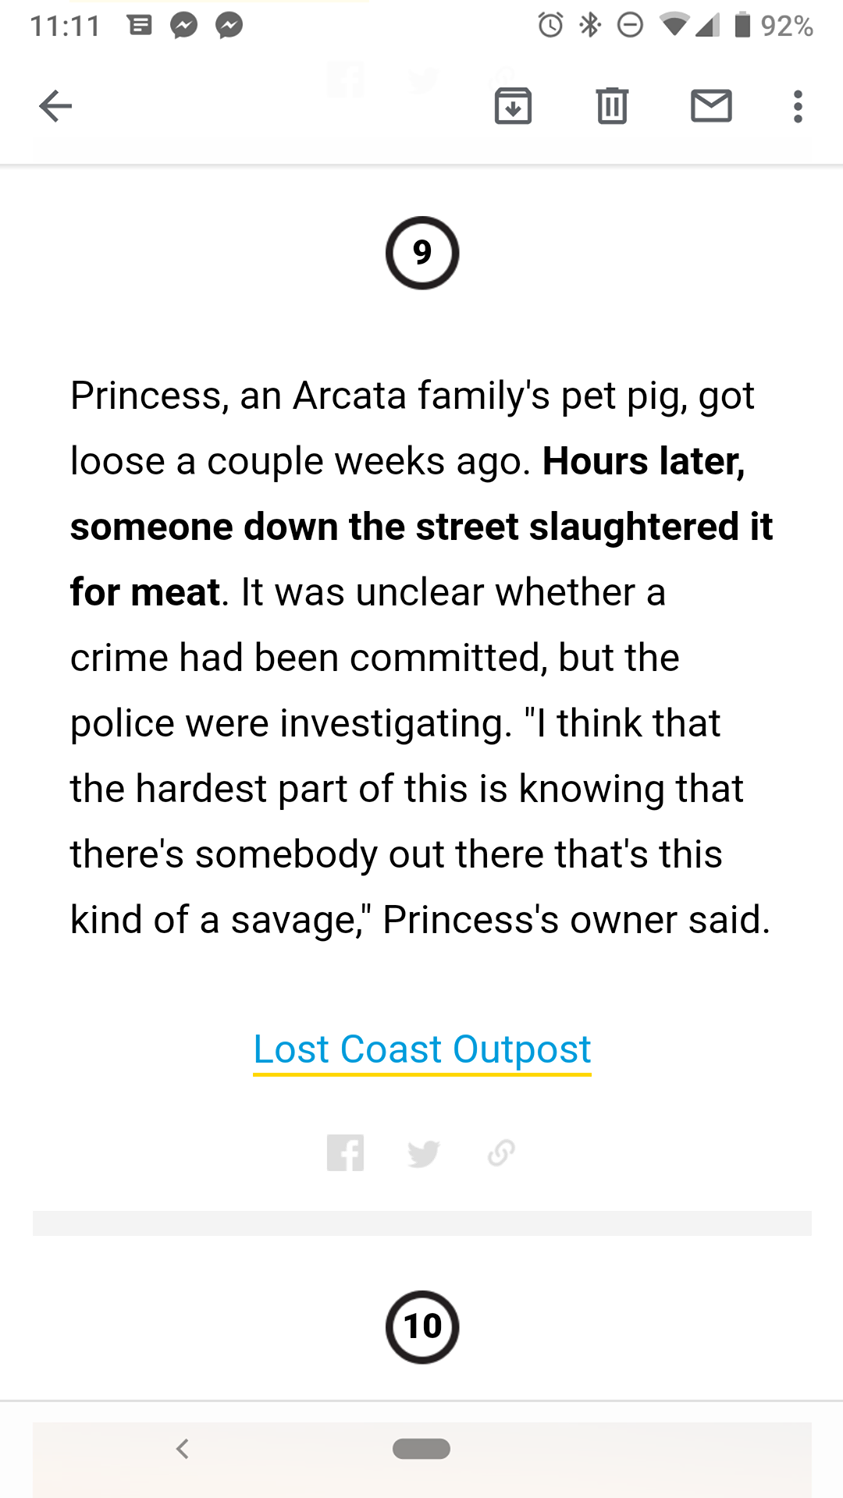 11:11 92%
9
Princess, an Arcata family's pet pig, got
loose a couple weeks ago. Hours later,
someone down the street slaughtered it
for meat. It was unclear whether a
crime had been committed, but the
police were investigating. "I think that
the hardest part of this is knowing that
there's somebody out there that's this
kind of a savage," Princess's owner said.
Lost Coast Outpost
10